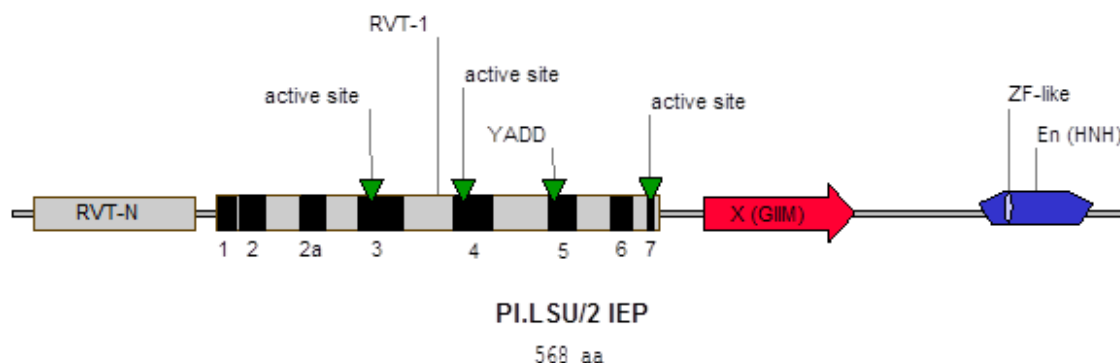 RVT-1
active site
active site
active site
ZF-like
YADD
En (HNH)
RVT-N
X (GIIM)
1 2 2a 3 4 5 6 7
PI.LSU/2 IEP
568 aa